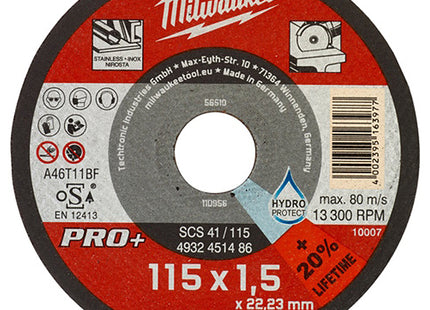 Milwaukee
STAINLESS - INOX
NIROSTA
Techtronic Industries GmbH * Max-Eyth-Str. 10 * 71364 Winnenden, Germany
milwaukeetool.eu * Made in Germany
56510
A46T11BF
OSA
EN 12413
110956
HYDRO
PROTECT
4002395163977
max. 80 m/s
13 300 RPM
10007
SCS 41 / 115
4932 4514 86
PRO+
+ 20%
LIFETIME
115 x 1,5
x 22,23 mm